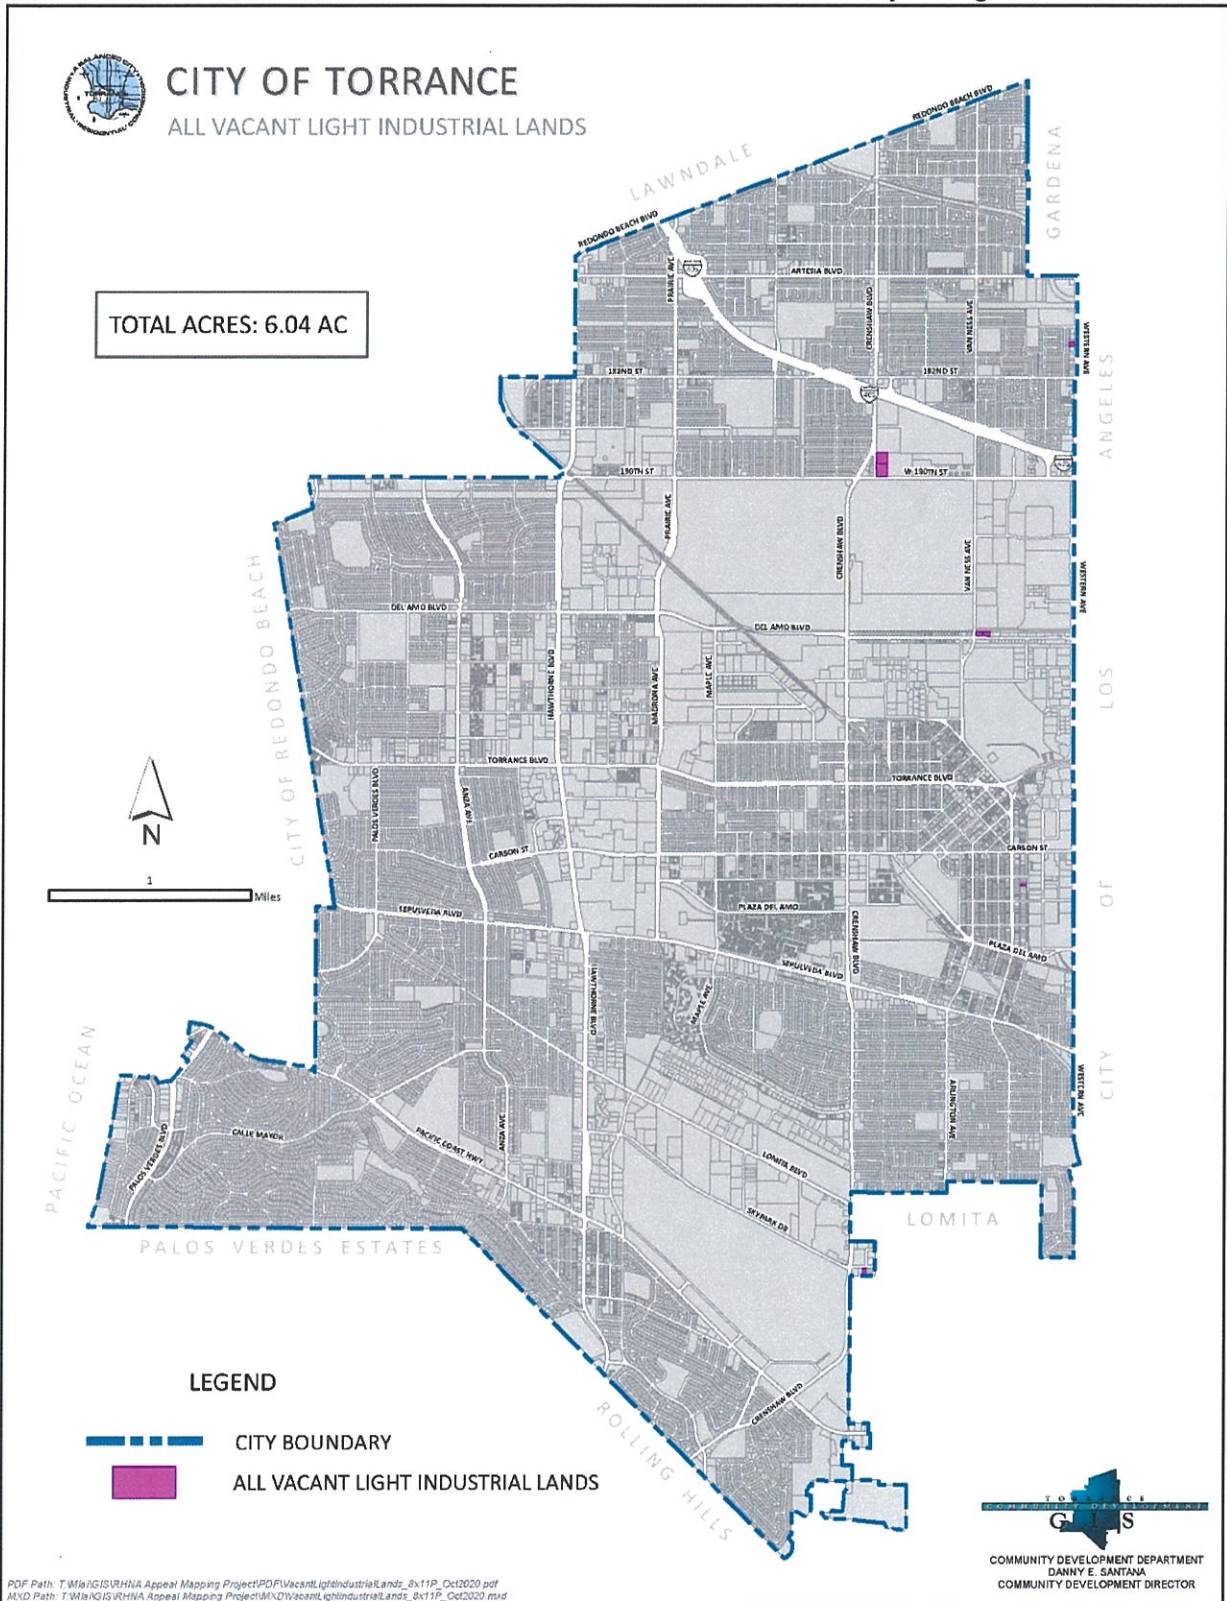 CITY OF TORRANCE
ALL VACANT LIGHT INDUSTRIAL LANDS
TOTAL ACRES: 6.04 AC
LAWNDALE
GARDENA
REDONDO BEACH BLVD
REDONDO BEACH BLVD
PRAIRIE AVE
ARTESIA BLVD
CRENSHAW BLVD
VAN NESS AVE
WESTERN AVE
182ND ST
182ND ST
190TH ST
W 190TH ST
PRAIRIE AVE
CRENSHAW BLVD
VAN NESS AVE
WESTERN AVE
CITY OF REDONDO BEACH
CITY OF LOS ANGELES
DEL AMO BLVD
DEL AMO BLVD
HAWTHORNE BLVD
MADRONA AVE
MAPLE AVE
TORRANCE BLVD
TORRANCE BLVD
PALOS VERDES BLVD
ANZA AVE
CARSON ST
CARSON ST
N
1
Miles
SEPULVEDA BLVD
PLAZA DEL AMO
CRENSHAW BLVD
PLAZA DEL AMO
SEPULVEDA BLVD
HAWTHORNE BLVD
MAPLE AVE
PACIFIC OCEAN
WESTERN AVE
ARLINGTON AVE
CALLE MAYOR
PALOS VERDES BLVD
ANZA AVE
PACIFIC COAST HWY
LOMITA BLVD
SKYPARK DR
LOMITA
PALOS VERDES ESTATES
CRENSHAW BLVD
ROLLING HILLS
LEGEND
CITY BOUNDARY
ALL VACANT LIGHT INDUSTRIAL LANDS
TORRANCE
COMMUNITY DEVELOPMENT
GIS
COMMUNITY DEVELOPMENT DEPARTMENT
DANNY E. SANTANA
COMMUNITY DEVELOPMENT DIRECTOR